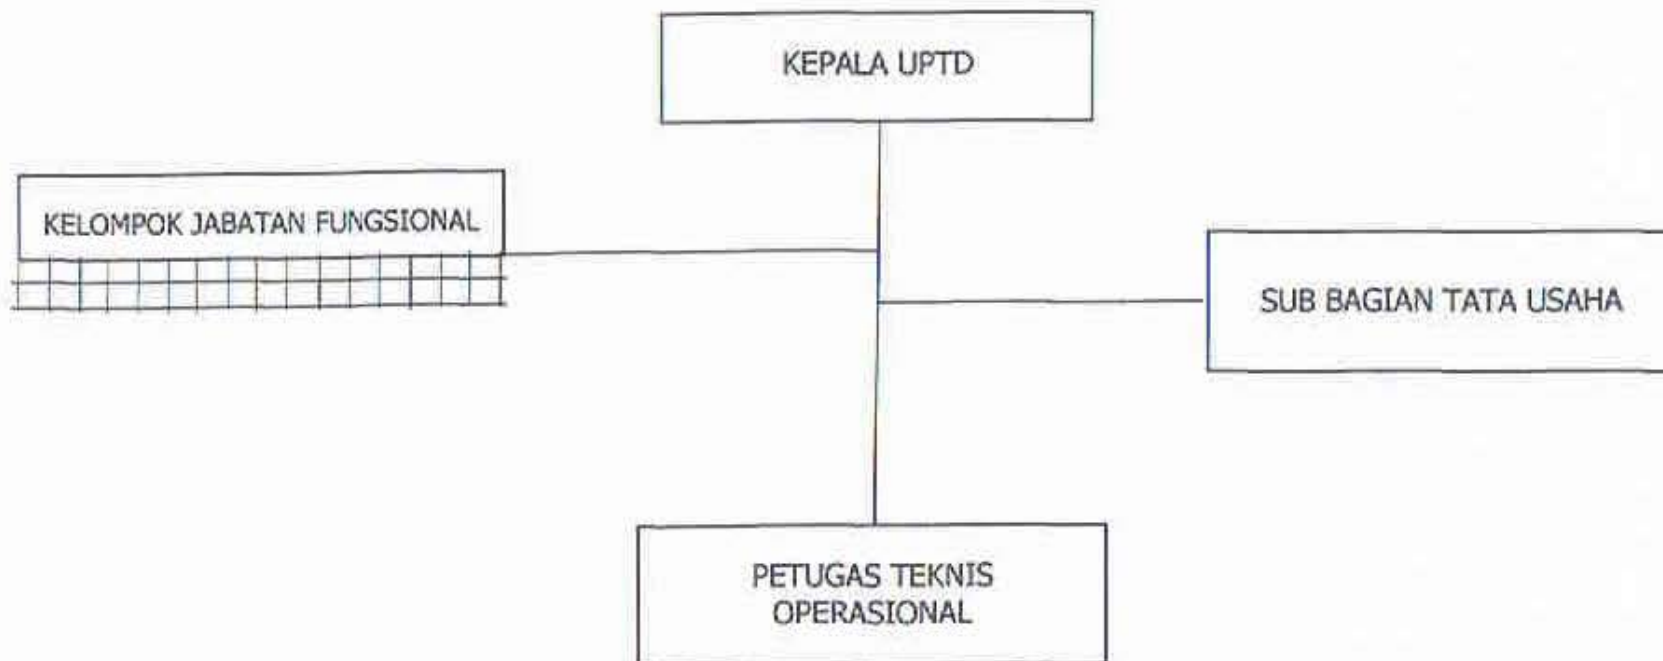 KEPALA UPTD
KELOMPOK JABATAN FUNGSIONAL
SUB BAGIAN TATA USAHA
PETUGAS TEKNIS
OPERASIONAL